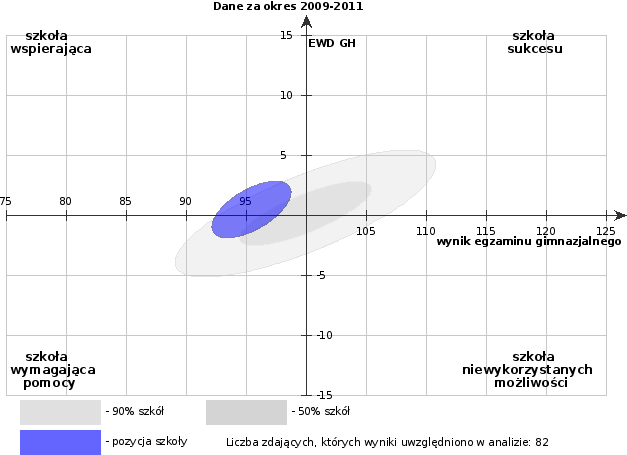 Dane za okres 2009-2011
szkoła
wspierająca
15
EWD GH
szkoła
sukcesu
10
5
75 80 85 90 95
105 110 115 120 125
wynik egzaminu gimnazjalnego
-5
-10
szkoła
wymagająca
pomocy
szkoła
niewykorzystanych
możliwości
-15
- 90% szkół
- 50% szkół
- pozycja szkoły
Liczba zdających, których wyniki uwzględniono w analizie: 82